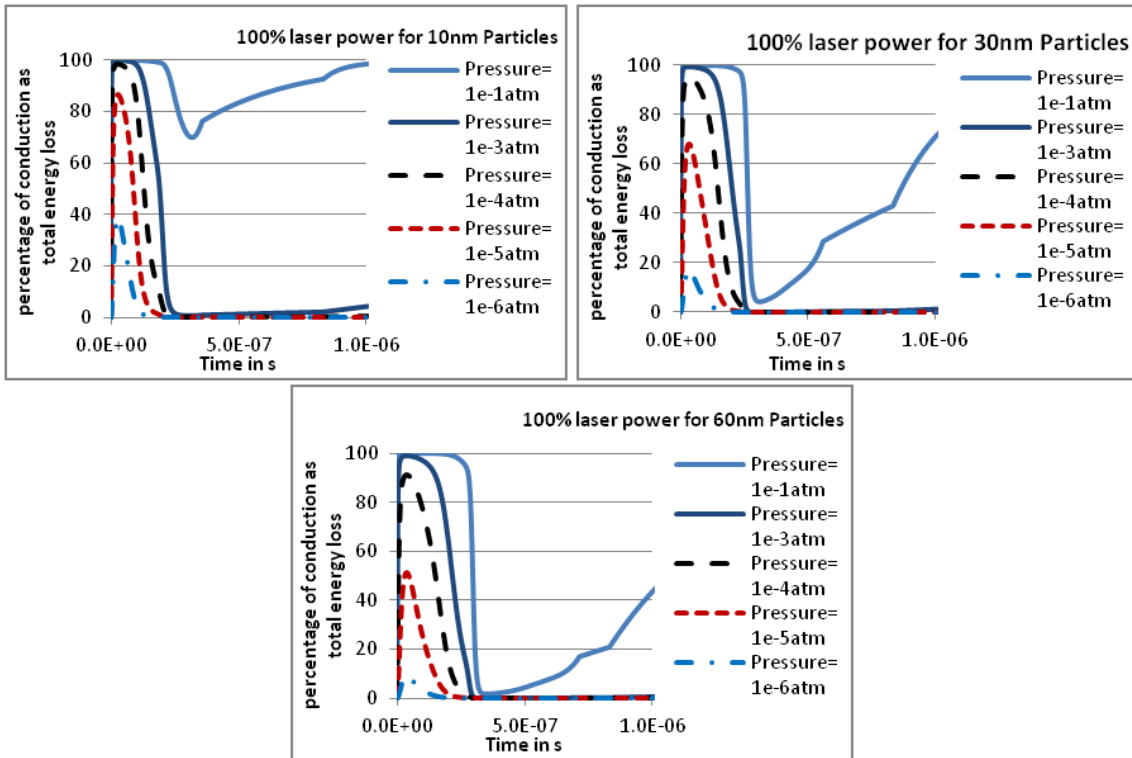 100% laser power for 10nm Particles
percentage of conduction as
total energy loss
100
80
60
40
20
0
0.0E+00
5.0E-07
1.0E-06
Time in s
Pressure=
1e-1atm
Pressure=
1e-3atm
Pressure=
1e-4atm
Pressure=
1e-5atm
Pressure=
1e-6atm
100% laser power for 30nm Particles
percentage of conduction as
total energy loss
100
80
60
40
20
0
0.0E+00
5.0E-07
1.0E-06
Time in s
Pressure=
1e-1atm
Pressure=
1e-3atm
Pressure=
1e-4atm
Pressure=
1e-5atm
Pressure=
1e-6atm
100% laser power for 60nm Particles
percentage of conduction as
total energy loss
100
80
60
40
20
0
0.0E+00
5.0E-07
1.0E-06
Time in s
Pressure=
1e-1atm
Pressure=
1e-3atm
Pressure=
1e-4atm
Pressure=
1e-5atm
Pressure=
1e-6atm